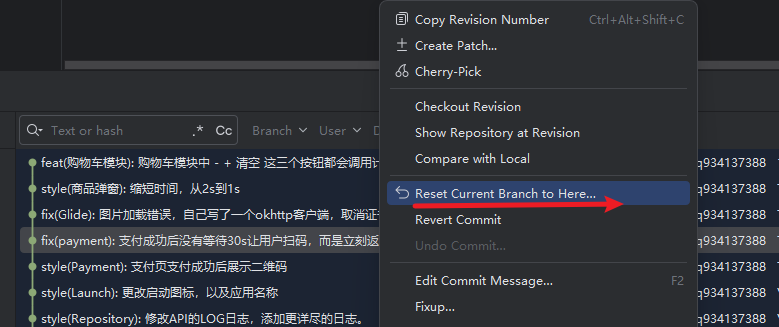 Copy Revision Number Ctrl+Alt+Shift+C
Create Patch...
Cherry-Pick
Checkout Revision
Show Repository at Revision
Compare with Local
Reset Current Branch to Here...
Revert Commit
Undo Commit...
Edit Commit Message... F2
Fixup...
Text or hash .* Cc Branch User D
feat(购物车模块): 购物车模块中 - + 清空 这三个按钮都会调用计 q934137388
style(商品弹窗): 缩短时间，从2s到1s q934137388
fix(Glide): 图片加载错误，自己写了一个okhttp客户端，取消证 q934137388
fix(payment): 支付成功后没有等待30s让用户扫码，而是立刻返 q934137388
style(Payment): 支付页支付成功后展示二维码 q934137388
style(Launch): 更改启动图标，以及应用名称 q934137388
style(Repository): 修改API的LOG日志，添加更详尽的日志。 q934137388